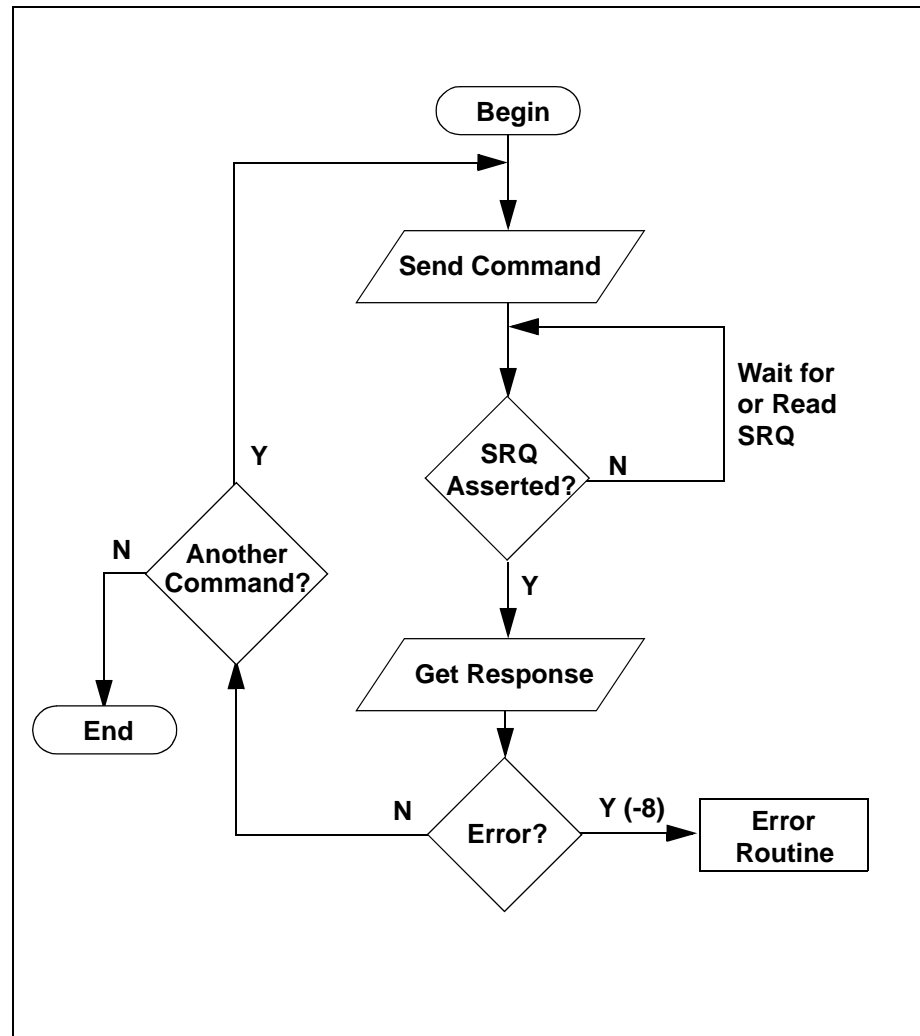 Begin
Send Command
Wait for
or Read
SRQ
SRQ
Asserted?
N
Y
Y
Another
Command?
N
End
Get Response
Error?
N
Y (-8)
Error
Routine